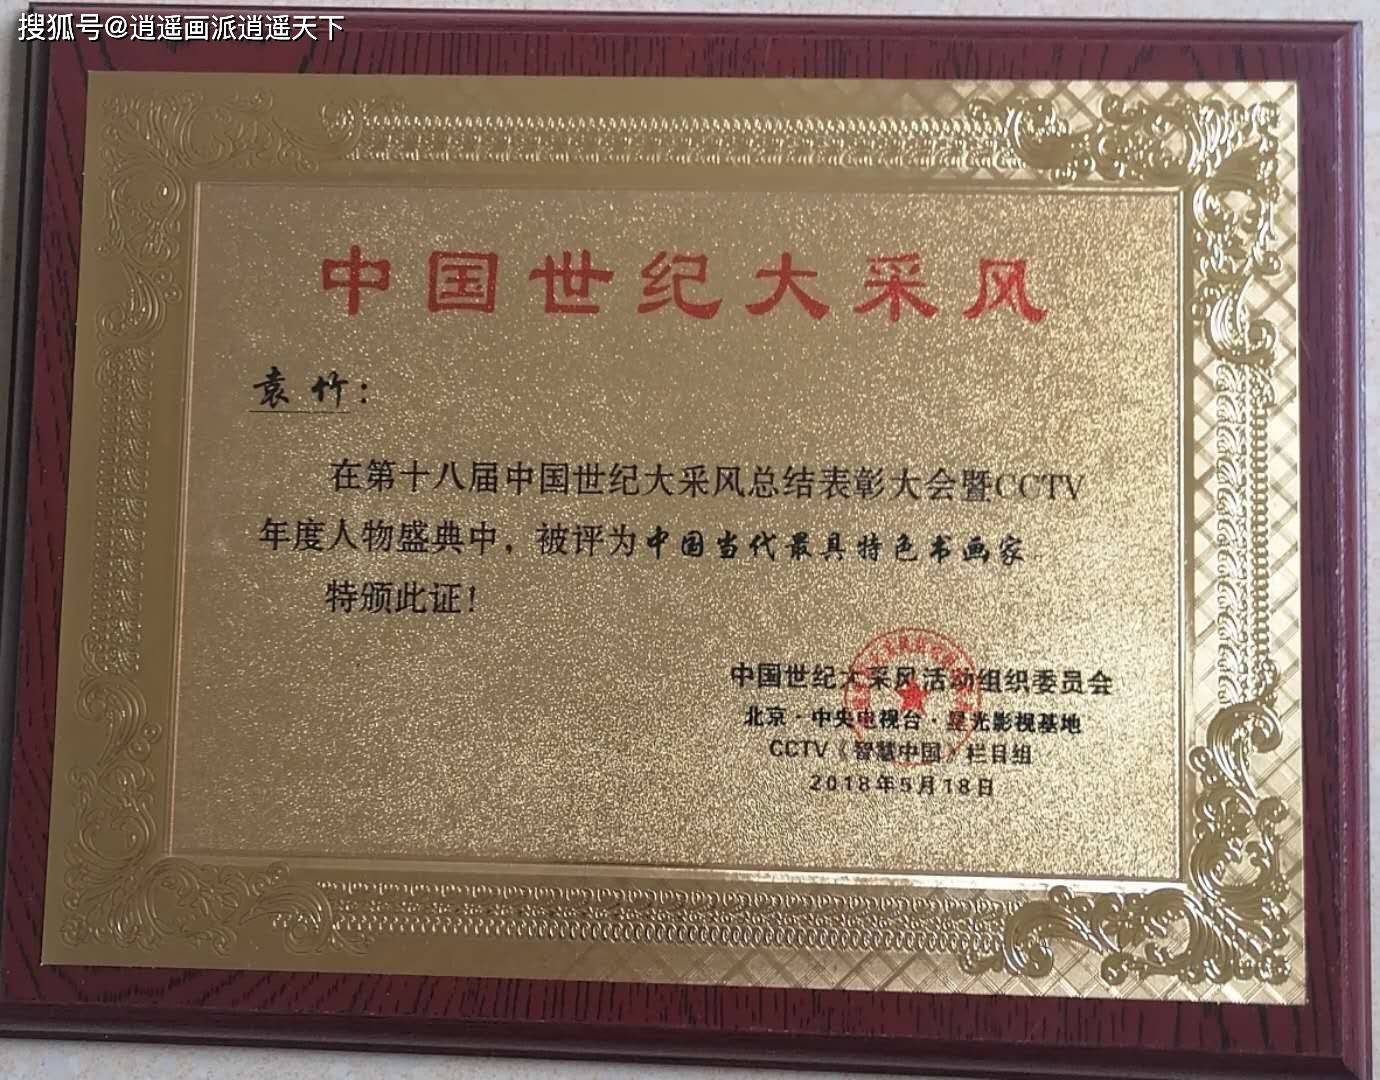 搜狐号@逍遥画派逍遥天下
中国世纪大采风
袁竹：
在第十八届中国世纪大采风总结表彰大会暨CCTV
年度人物盛典中，被评为中国当代最具特色书画家
特颁此证！
中国世纪大采风活动组织委员会
北京·中央电视台·星光影视基地
CCTV《智慧中国》栏目组
2018年5月18日